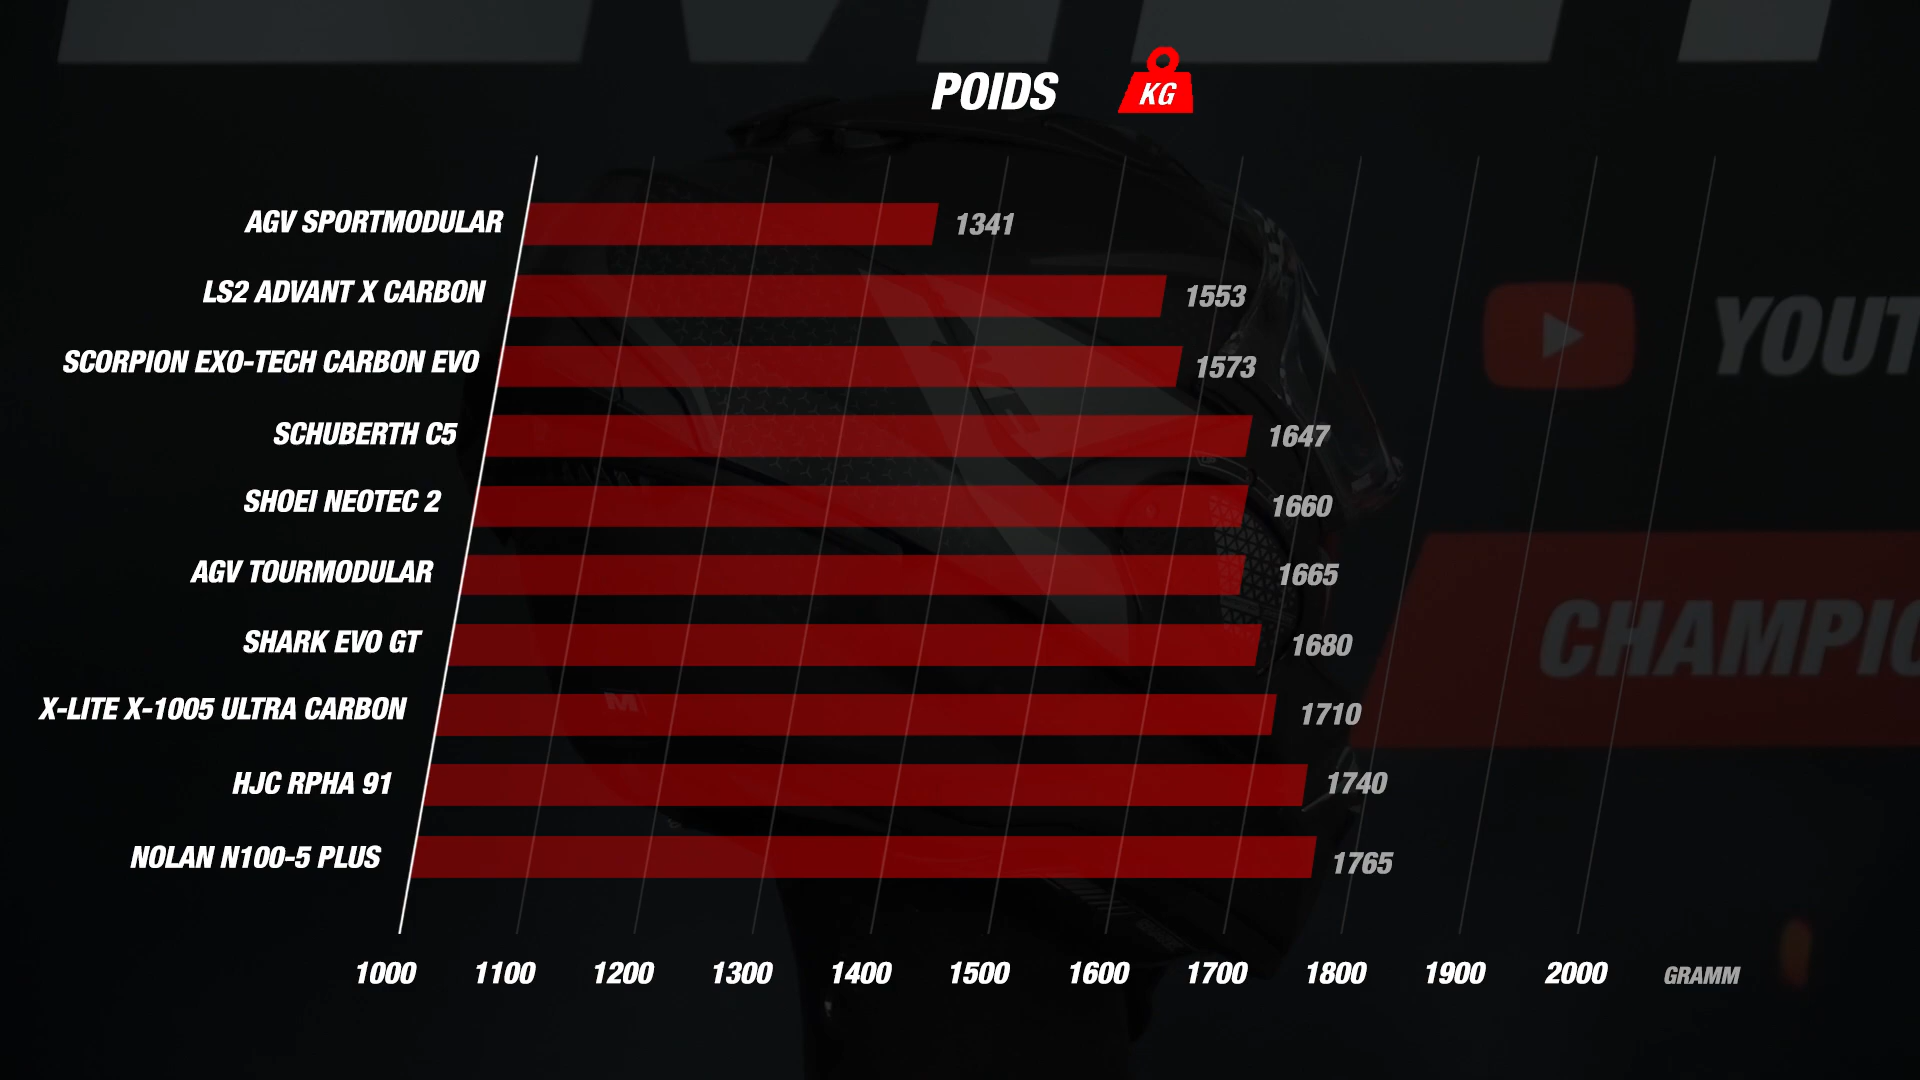 POIDS
KG
AGV SPORTMODULAR 1341
LS2 ADVANT X CARBON 1553
SCORPION EXO-TECH CARBON EVO 1573
SCHUBERTH C5 1647
SHOEI NEOTEC 2 1660
AGV TOURMODULAR 1665
SHARK EVO GT 1680
X-LITE X-1005 ULTRA CARBON 1710
HJC RPHA 91 1740
NOLAN N100-5 PLUS 1765
1000 1100 1200 1300 1400 1500 1600 1700 1800 1900 2000 GRAMM
YOUT
CHAMPIO
M